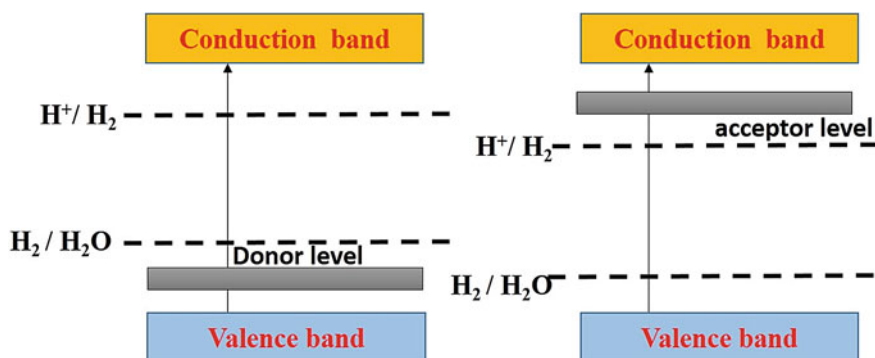 Conduction band
H⁺/ H₂
H₂ / H₂O
Donor level
Valence band
Conduction band
acceptor level
H⁺/ H₂
H₂ / H₂O
Valence band